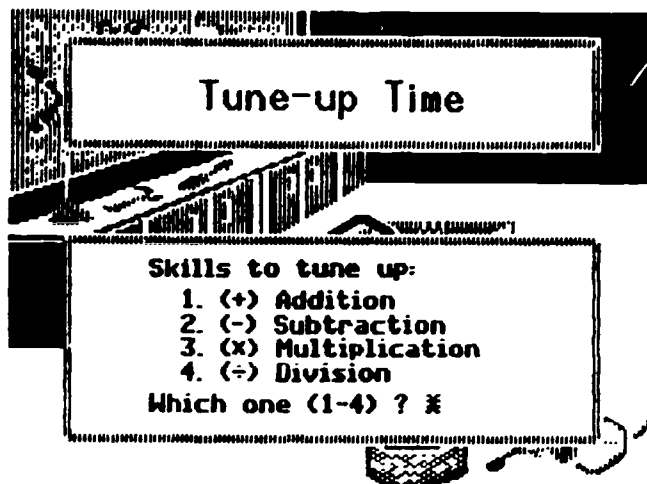 Tune-up Time
Skills to tune up:
1. (+) Addition
2. (-) Subtraction
3. (x) Multiplication
4. (÷) Division
Which one (1-4) ? ж